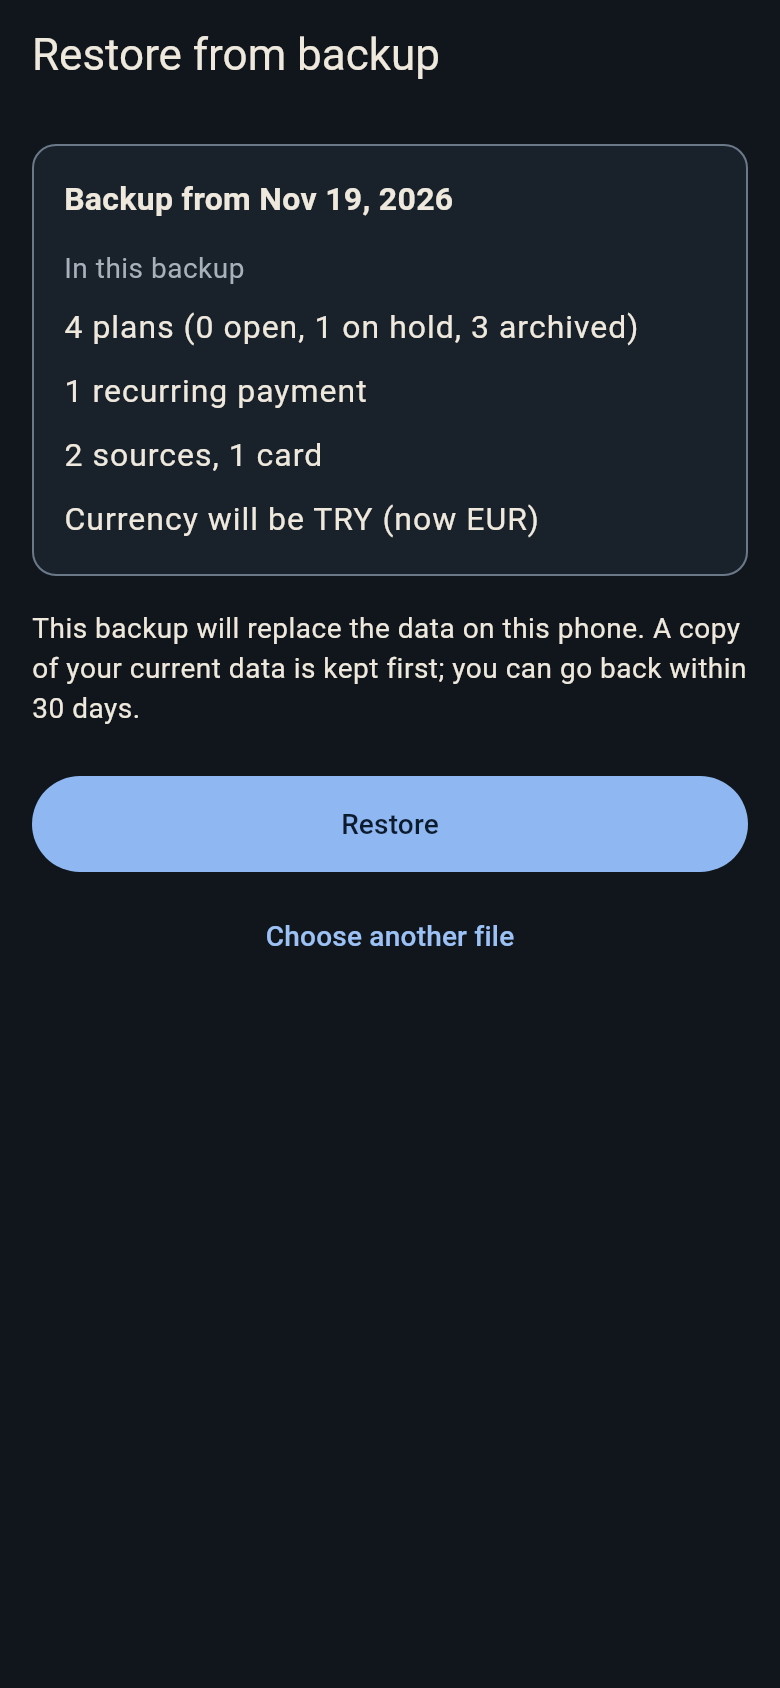 Restore from backup
Backup from Nov 19, 2026
In this backup
4 plans (0 open, 1 on hold, 3 archived)
1 recurring payment
2 sources, 1 card
Currency will be TRY (now EUR)
This backup will replace the data on this phone. A copy
of your current data is kept first; you can go back within
30 days.
Restore
Choose another file